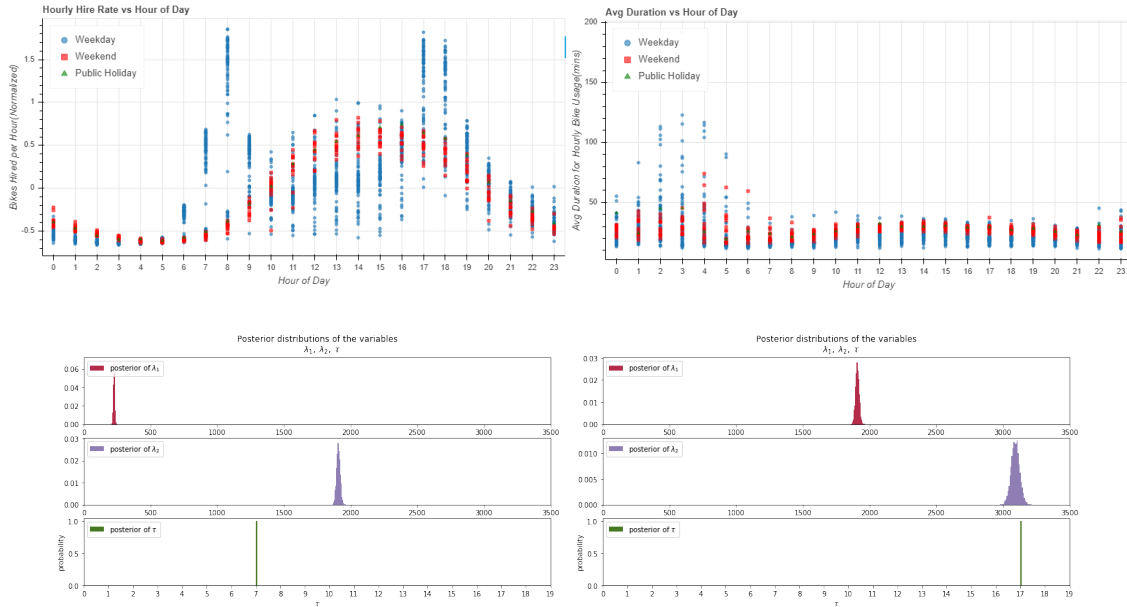 Hourly Hire Rate vs Hour of Day
Bikes Hired per Hour(Normalized)
1.5
1
0.5
0
-0.5
Weekday
Weekend
Public Holiday
0 1 2 3 4 5 6 7 8 9 10 11 12 13 14 15 16 17 18 19 20 21 22 23
Hour of Day
Avg Duration vs Hour of Day
Avg Duration for Hourly Bike Usage(mins)
200
150
100
50
Weekday
Weekend
Public Holiday
0 1 2 3 4 5 6 7 8 9 10 11 12 13 14 15 16 17 18 19 20 21 22 23
Hour of Day
Posterior distributions of the variables
λ₁, λ₂, τ
0.06
0.04
0.02
0.00
posterior of λ₁
0 500 1000 1500 2000 2500 3000 3500
0.03
0.02
0.01
0.00
posterior of λ₂
0 500 1000 1500 2000 2500 3000 3500
probability
1.0
0.5
0.0
posterior of τ
0 1 2 3 4 5 6 7 8 9 10 11 12 13 14 15 16 17 18 19
τ
Posterior distributions of the variables
λ₁, λ₂, τ
0.03
0.02
0.01
0.00
posterior of λ₁
0 500 1000 1500 2000 2500 3000 3500
0.010
0.005
0.000
posterior of λ₂
0 500 1000 1500 2000 2500 3000 3500
probability
1.0
0.5
0.0
posterior of τ
0 1 2 3 4 5 6 7 8 9 10 11 12 13 14 15 16 17 18 19
τ